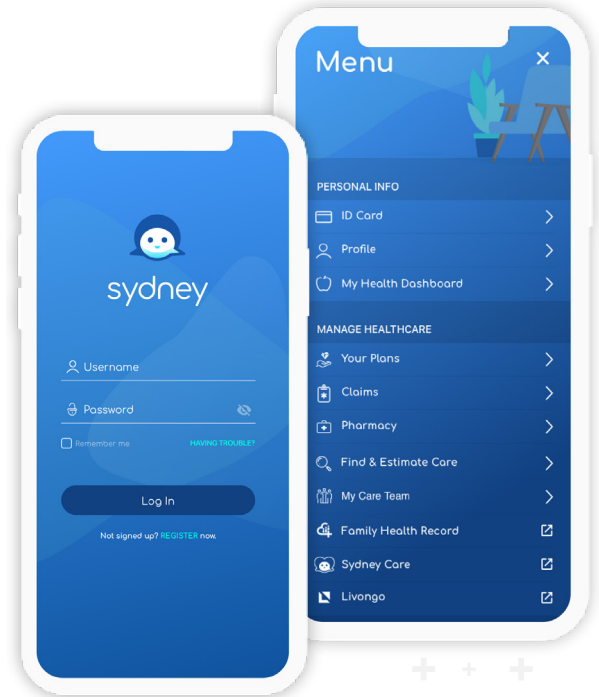 sydney
Username
Password
Remember me
HAVING TROUBLE?
Log In
Not signed up? REGISTER now.
Menu
PERSONAL INFO
ID Card
Profile
My Health Dashboard
MANAGE HEALTHCARE
Your Plans
Claims
Pharmacy
Find & Estimate Care
My Care Team
Family Health Record
Sydney Care
Livongo